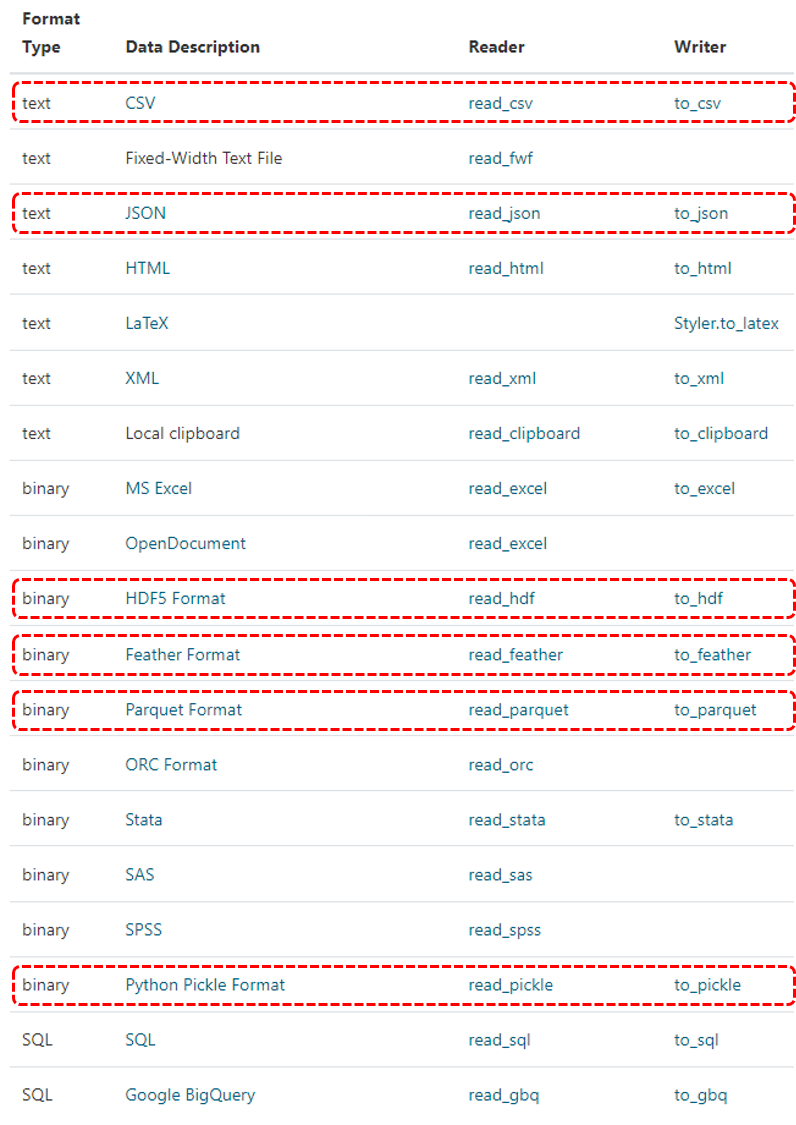 Format
Type Data Description Reader Writer
text CSV read_csv to_csv
text Fixed-Width Text File read_fwf
text JSON read_json to_json
text HTML read_html to_html
text LaTeX Styler.to_latex
text XML read_xml to_xml
text Local clipboard read_clipboard to_clipboard
binary MS Excel read_excel to_excel
binary OpenDocument read_excel
binary HDF5 Format read_hdf to_hdf
binary Feather Format read_feather to_feather
binary Parquet Format read_parquet to_parquet
binary ORC Format read_orc
binary Stata read_stata to_stata
binary SAS read_sas
binary SPSS read_spss
binary Python Pickle Format read_pickle to_pickle
SQL SQL read_sql to_sql
SQL Google BigQuery read_gbq to_gbq